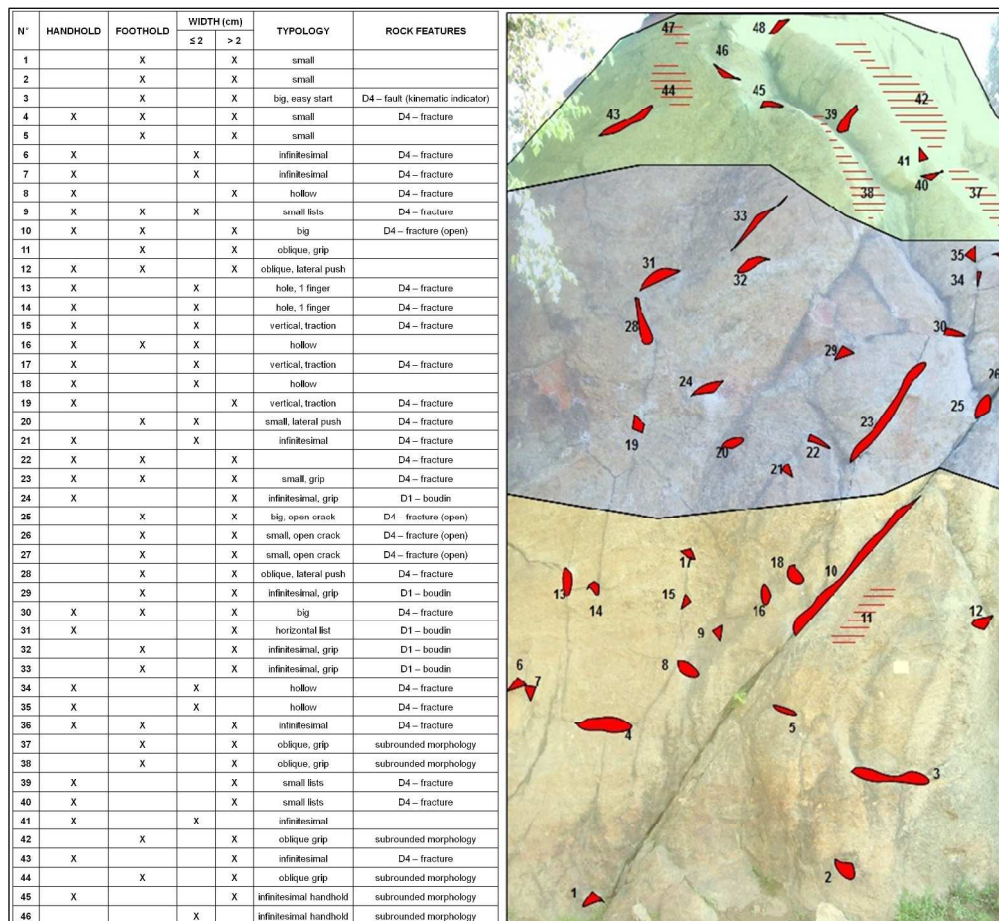 N° HANDHOLD FOOTHOLD WIDTH (cm) TYPOLOGY ROCK FEATURES
≤ 2 > 2
1 X X small
2 X X small
3 X X big, easy start D4 – fault (kinematic indicator)
4 X X X small D4 – fracture
5 X X small
6 X X infinitesimal D4 – fracture
7 X X infinitesimal D4 – fracture
8 X X hollow D4 – fracture
9 X X X small lists D4 – fracture
10 X X X big D4 – fracture (open)
11 X X oblique, grip
12 X X X oblique, lateral push
13 X X hole, 1 finger D4 – fracture
14 X X hole, 1 finger D4 – fracture
15 X X vertical, traction D4 – fracture
16 X X X hollow
17 X X vertical, traction D4 – fracture
18 X X hollow
19 X X vertical, traction D4 – fracture
20 X X small, lateral push D4 – fracture
21 X X infinitesimal D4 – fracture
22 X X X D4 – fracture
23 X X X small, grip D4 – fracture
24 X X infinitesimal, grip D1 – boudin
25 X X big, open crack D4 – fracture (open)
26 X X small, open crack D4 – fracture (open)
27 X X small, open crack D4 – fracture (open)
28 X X oblique, lateral push D4 – fracture
29 X X infinitesimal, grip D1 – boudin
30 X X X big D4 – fracture
31 X X horizontal list D1 – boudin
32 X X infinitesimal, grip D1 – boudin
33 X X infinitesimal, grip D1 – boudin
34 X X hollow D4 – fracture
35 X X hollow D4 – fracture
36 X X X infinitesimal D4 – fracture
37 X X oblique, grip subrounded morphology
38 X X oblique, grip subrounded morphology
39 X X small lists D4 – fracture
40 X X small lists D4 – fracture
41 X X infinitesimal
42 X X oblique grip subrounded morphology
43 X X infinitesimal D4 – fracture
44 X X oblique grip subrounded morphology
45 X X infinitesimal handhold subrounded morphology
46 X infinitesimal handhold subrounded morphology
47 48
46
44 45 42
43 39
41
40
38 37
33
35
31 32 34
28 30
29
24 26
25
23
19 20 22
21
17
18 10
13 14 15 16 11 12
9
8
6 7
5
4
3
2
1